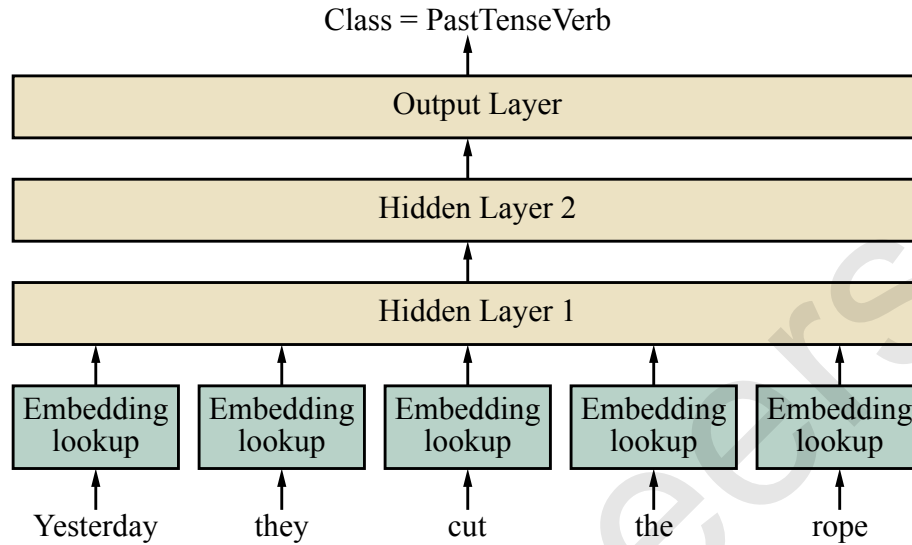 Class = PastTenseVerb
Output Layer
Hidden Layer 2
Hidden Layer 1
Embedding lookup Embedding lookup Embedding lookup Embedding lookup Embedding lookup
Yesterday they cut the rope
eers